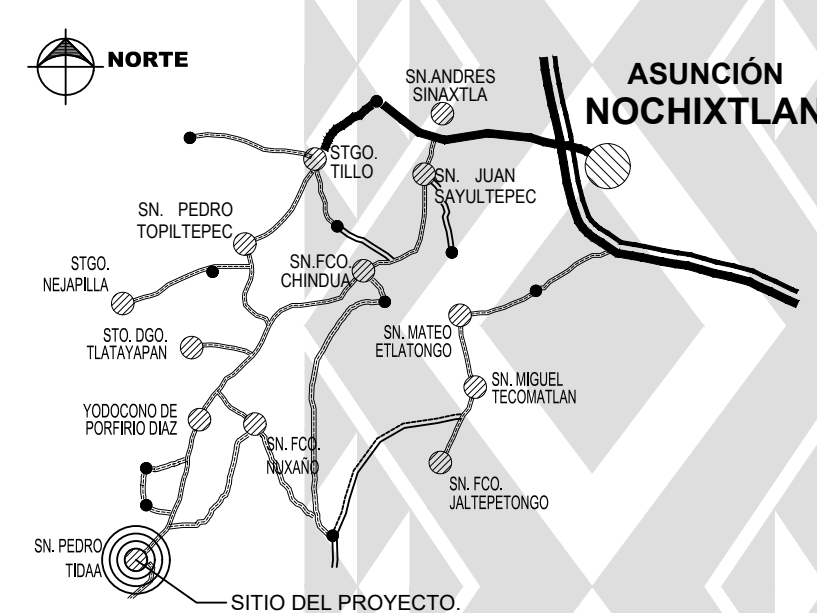 NORTE
SN.ANDRES
SINAXTLA
ASUNCIÓN
NOCHIXTLAN
STGO.
TILLO
SN. JUAN
SAYULTEPEC
SN. PEDRO
TOPILTEPEC
SN.FCO.
CHINDUA
STGO.
NEJAPILLA
STO. DGO.
TLATAYAPAN
SN. MATEO
ETLATONGO
SN. MIGUEL
TECOMATLAN
YODOCONO DE
PORFIRIO DIAZ
SN. FCO.
NUXAÑO
SN. FCO.
JALTEPETONGO
SN. PEDRO
TIDAA
SITIO DEL PROYECTO.